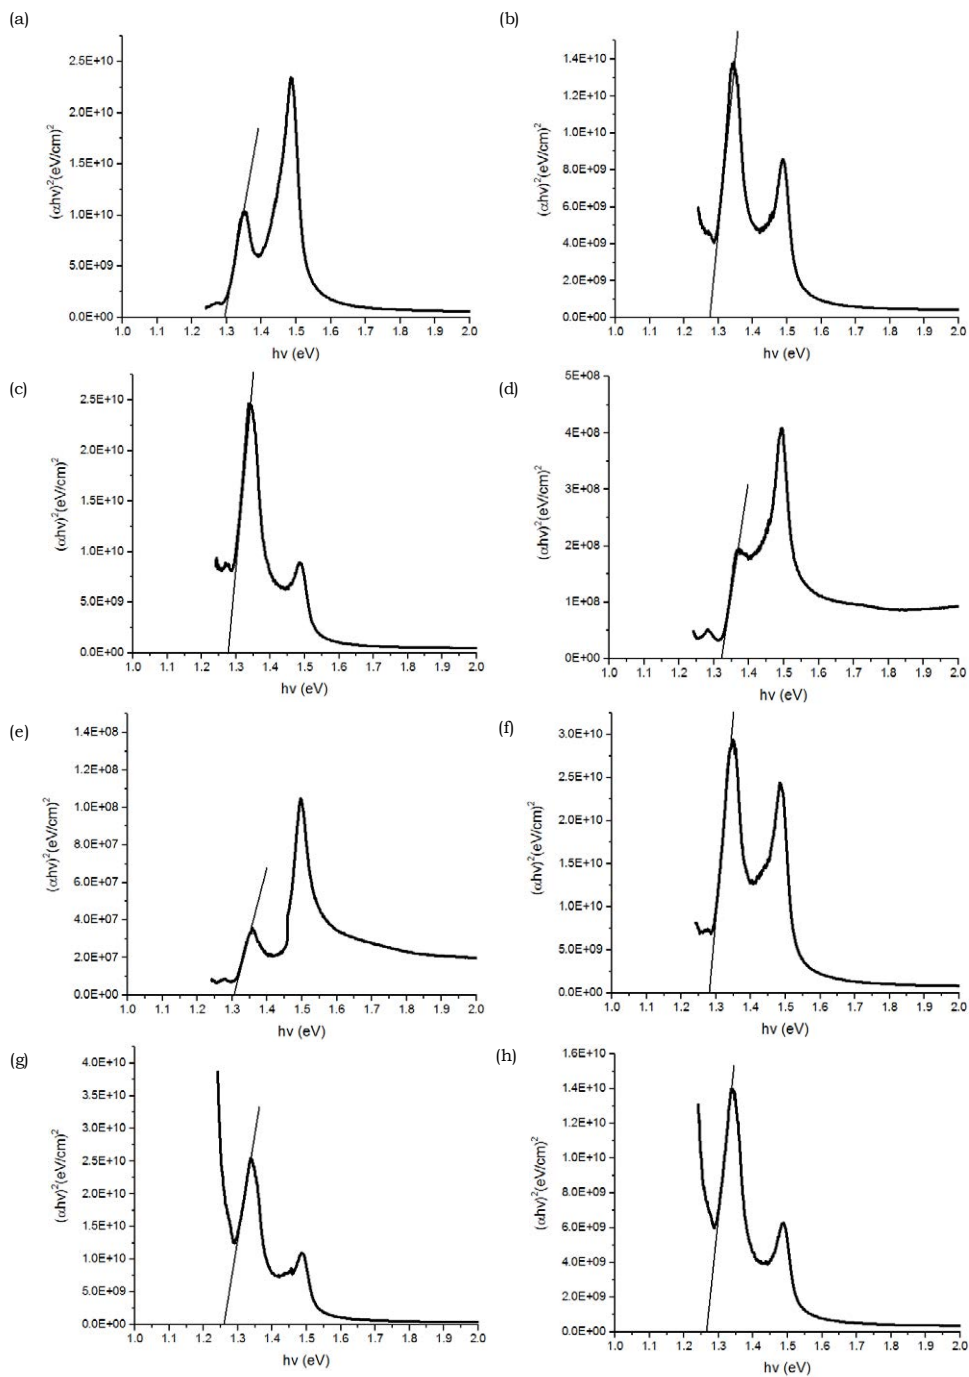 (a)
2.5E+10
2.0E+10
1.5E+10
1.0E+10
5.0E+09
0.0E+00
(αhv)²(eV/cm)²
1.0 1.1 1.2 1.3 1.4 1.5 1.6 1.7 1.8 1.9 2.0
hv (eV)
(b)
1.4E+10
1.2E+10
1.0E+10
8.0E+09
6.0E+09
4.0E+09
2.0E+09
0.0E+00
(αhv)²(eV/cm)²
1.0 1.1 1.2 1.3 1.4 1.5 1.6 1.7 1.8 1.9 2.0
hv (eV)
(c)
2.5E+10
2.0E+10
1.5E+10
1.0E+10
5.0E+09
0.0E+00
(αhv)²(eV/cm)²
1.0 1.1 1.2 1.3 1.4 1.5 1.6 1.7 1.8 1.9 2.0
hv (eV)
(d)
5E+08
4E+08
3E+08
2E+08
1E+08
0E+00
(αhv)²(eV/cm)²
1.0 1.1 1.2 1.3 1.4 1.5 1.6 1.7 1.8 1.9 2.0
hv (eV)
(e)
1.4E+08
1.2E+08
1.0E+08
8.0E+07
6.0E+07
4.0E+07
2.0E+07
0.0E+00
(αhv)²(eV/cm)²
1.0 1.1 1.2 1.3 1.4 1.5 1.6 1.7 1.8 1.9 2.0
hv (eV)
(f)
3.0E+10
2.5E+10
2.0E+10
1.5E+10
1.0E+10
5.0E+09
0.0E+00
(αhv)²(eV/cm)²
1.0 1.1 1.2 1.3 1.4 1.5 1.6 1.7 1.8 1.9 2.0
hv (eV)
(g)
4.0E+10
3.5E+10
3.0E+10
2.5E+10
2.0E+10
1.5E+10
1.0E+10
5.0E+09
0.0E+00
(αhv)²(eV/cm)²
1.0 1.1 1.2 1.3 1.4 1.5 1.6 1.7 1.8 1.9 2.0
hv (eV)
(h)
1.6E+10
1.4E+10
1.2E+10
1.0E+10
8.0E+09
6.0E+09
4.0E+09
2.0E+09
0.0E+00
(αhv)²(eV/cm)²
1.0 1.1 1.2 1.3 1.4 1.5 1.6 1.7 1.8 1.9 2.0
hv (eV)